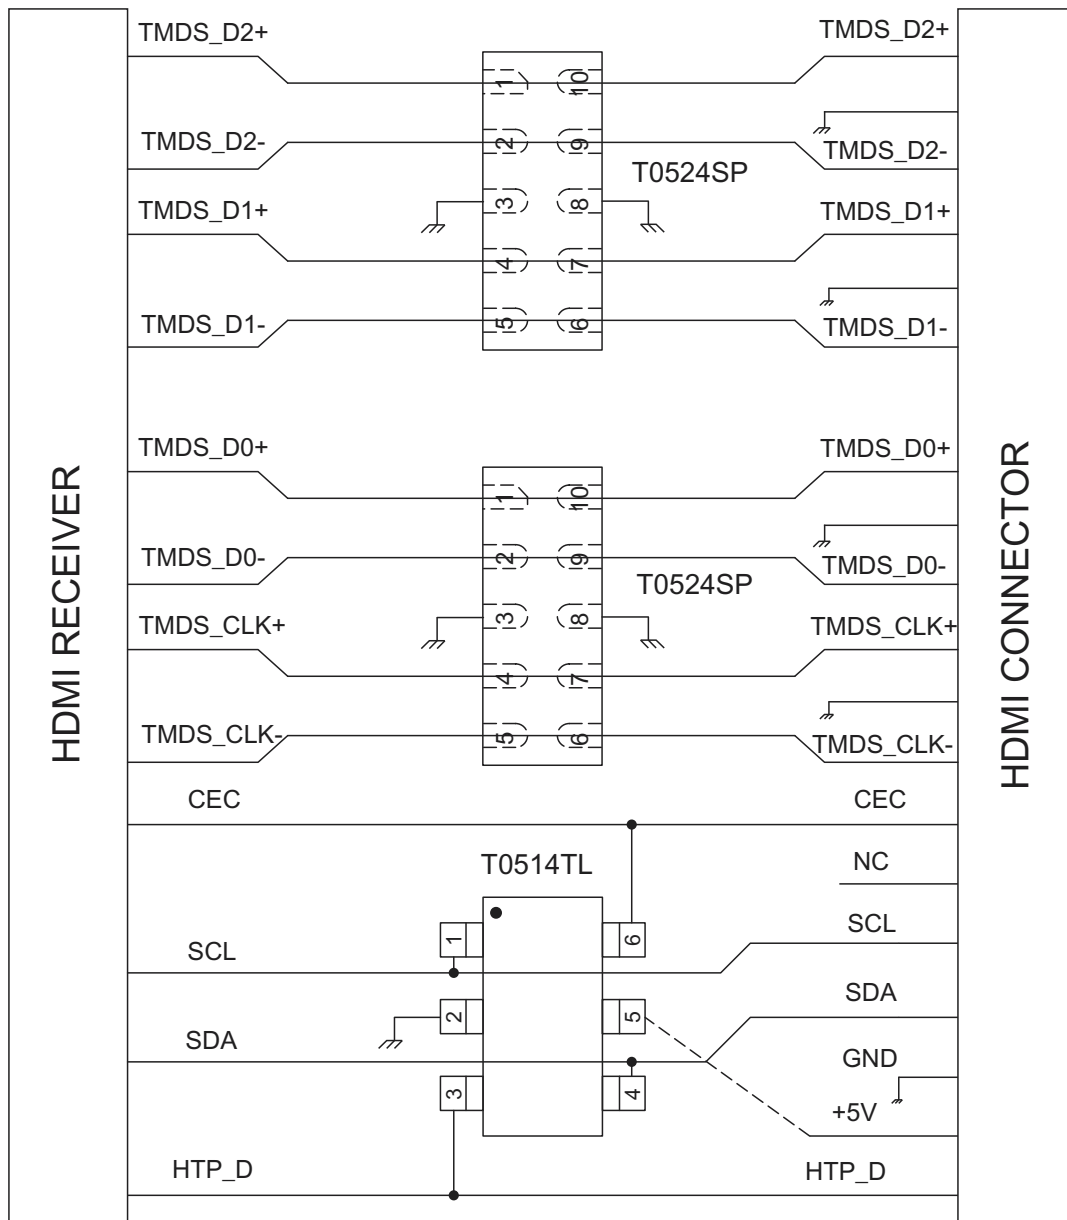 HDMI RECEIVER
HDMI CONNECTOR
TMDS_D2+
TMDS_D2+
1
10
TMDS_D2-
2
9
TMDS_D2-
T0524SP
TMDS_D1+
3
8
TMDS_D1+
4
7
TMDS_D1-
5
6
TMDS_D1-
TMDS_D0+
TMDS_D0+
1
10
TMDS_D0-
2
9
TMDS_D0-
T0524SP
TMDS_CLK+
3
8
TMDS_CLK+
4
7
TMDS_CLK-
5
6
TMDS_CLK-
CEC
CEC
T0514TL
NC
1
6
SCL
SCL
2
5
SDA
SDA
GND
3
4
+5V
HTP_D
HTP_D